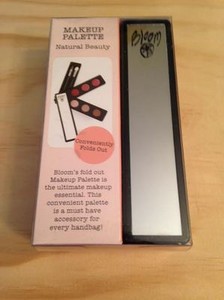 MAKEUP
PALETTE
Natural Beauty
Conveniently
Folds Out
Bloom's fold out
Makeup Palette is
the ultimate makeup
essential. This
convenient palette
is a must have
accessory for
every handbag!
Bloom